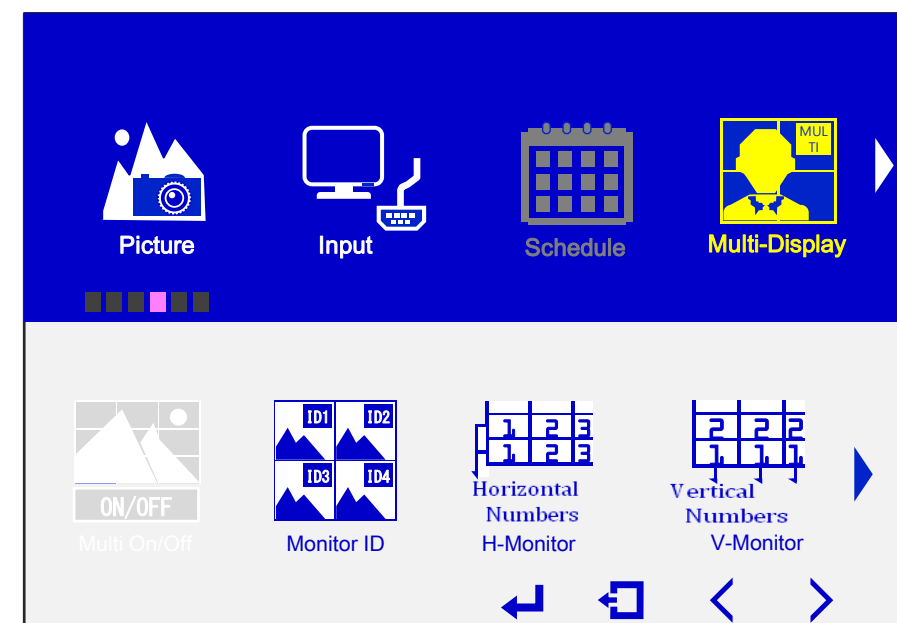 MUL
TI
Picture
Input
Schedule
Multi-Display
ID1
ID2
ID3
ID4
1 2 3
1 2 3
2 2 2
1 1 1
ON/OFF
Horizontal
Numbers
Vertical
Numbers
Multi On/Off
Monitor ID
H-Monitor
V-Monitor